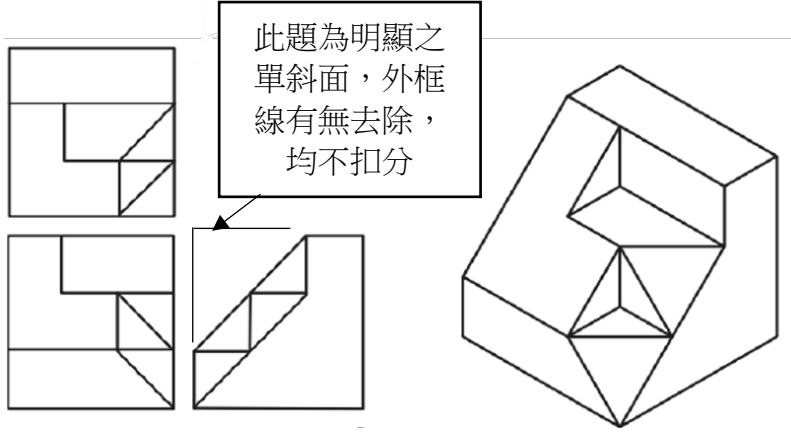 此題為明顯之
單斜面，外框
線有無去除，
均不扣分